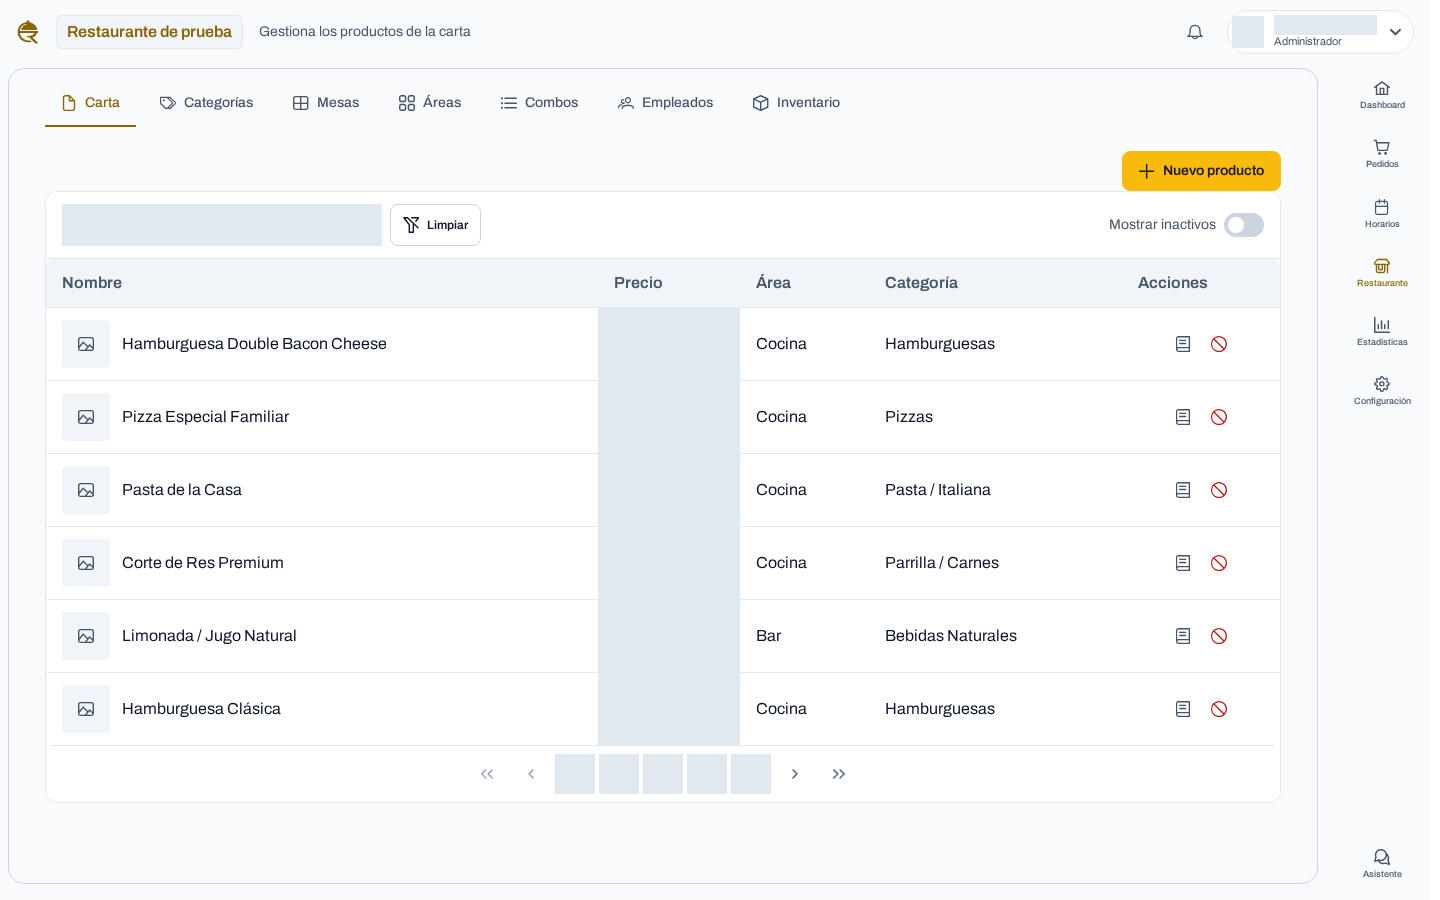 Restaurante de prueba
Gestiona los productos de la carta
Administrador
Carta
Categorías
Mesas
Áreas
Combos
Empleados
Inventario
Nuevo producto
Limpiar
Mostrar inactivos
Nombre Precio Área Categoría Acciones
Hamburguesa Double Bacon Cheese Cocina Hamburguesas
Pizza Especial Familiar Cocina Pizzas
Pasta de la Casa Cocina Pasta / Italiana
Corte de Res Premium Cocina Parrilla / Carnes
Limonada / Jugo Natural Bar Bebidas Naturales
Hamburguesa Clásica Cocina Hamburguesas
Dashboard
Pedidos
Horarios
Restaurante
Estadísticas
Configuración
Asistente